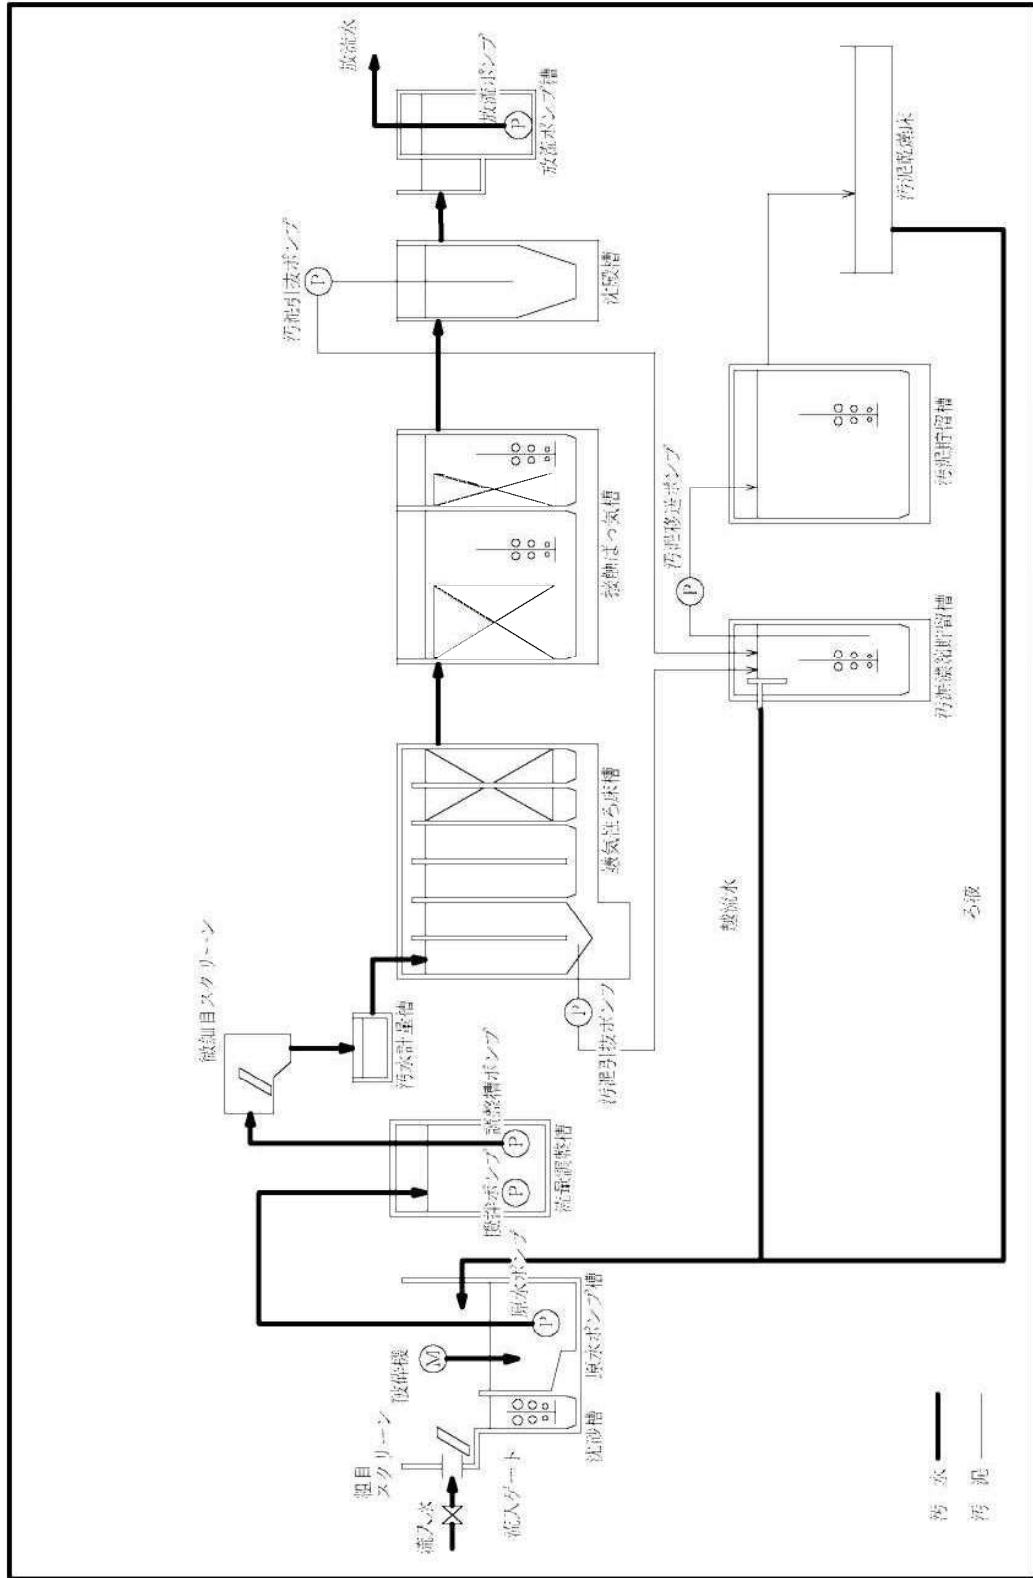 流入水
流入ゲート
粗目
スクリーン
沈砂槽
破砕機
M
原水ポンプ
P
原水ポンプ槽
撹拌ポンプ
P
調整槽ポンプ
P
流量調整槽
微細目スクリーン
汚水計量槽
汚泥引抜ポンプ
P
嫌気性ろ床槽
接触ばっ気槽
汚泥引抜ポンプ
P
沈殿槽
放流水
放流ポンプ
P
放流ポンプ槽
汚泥濃縮貯留槽
汚泥移送ポンプ
P
汚泥貯留槽
汚泥乾燥床
越流水
ろ液
汚 水
汚 泥